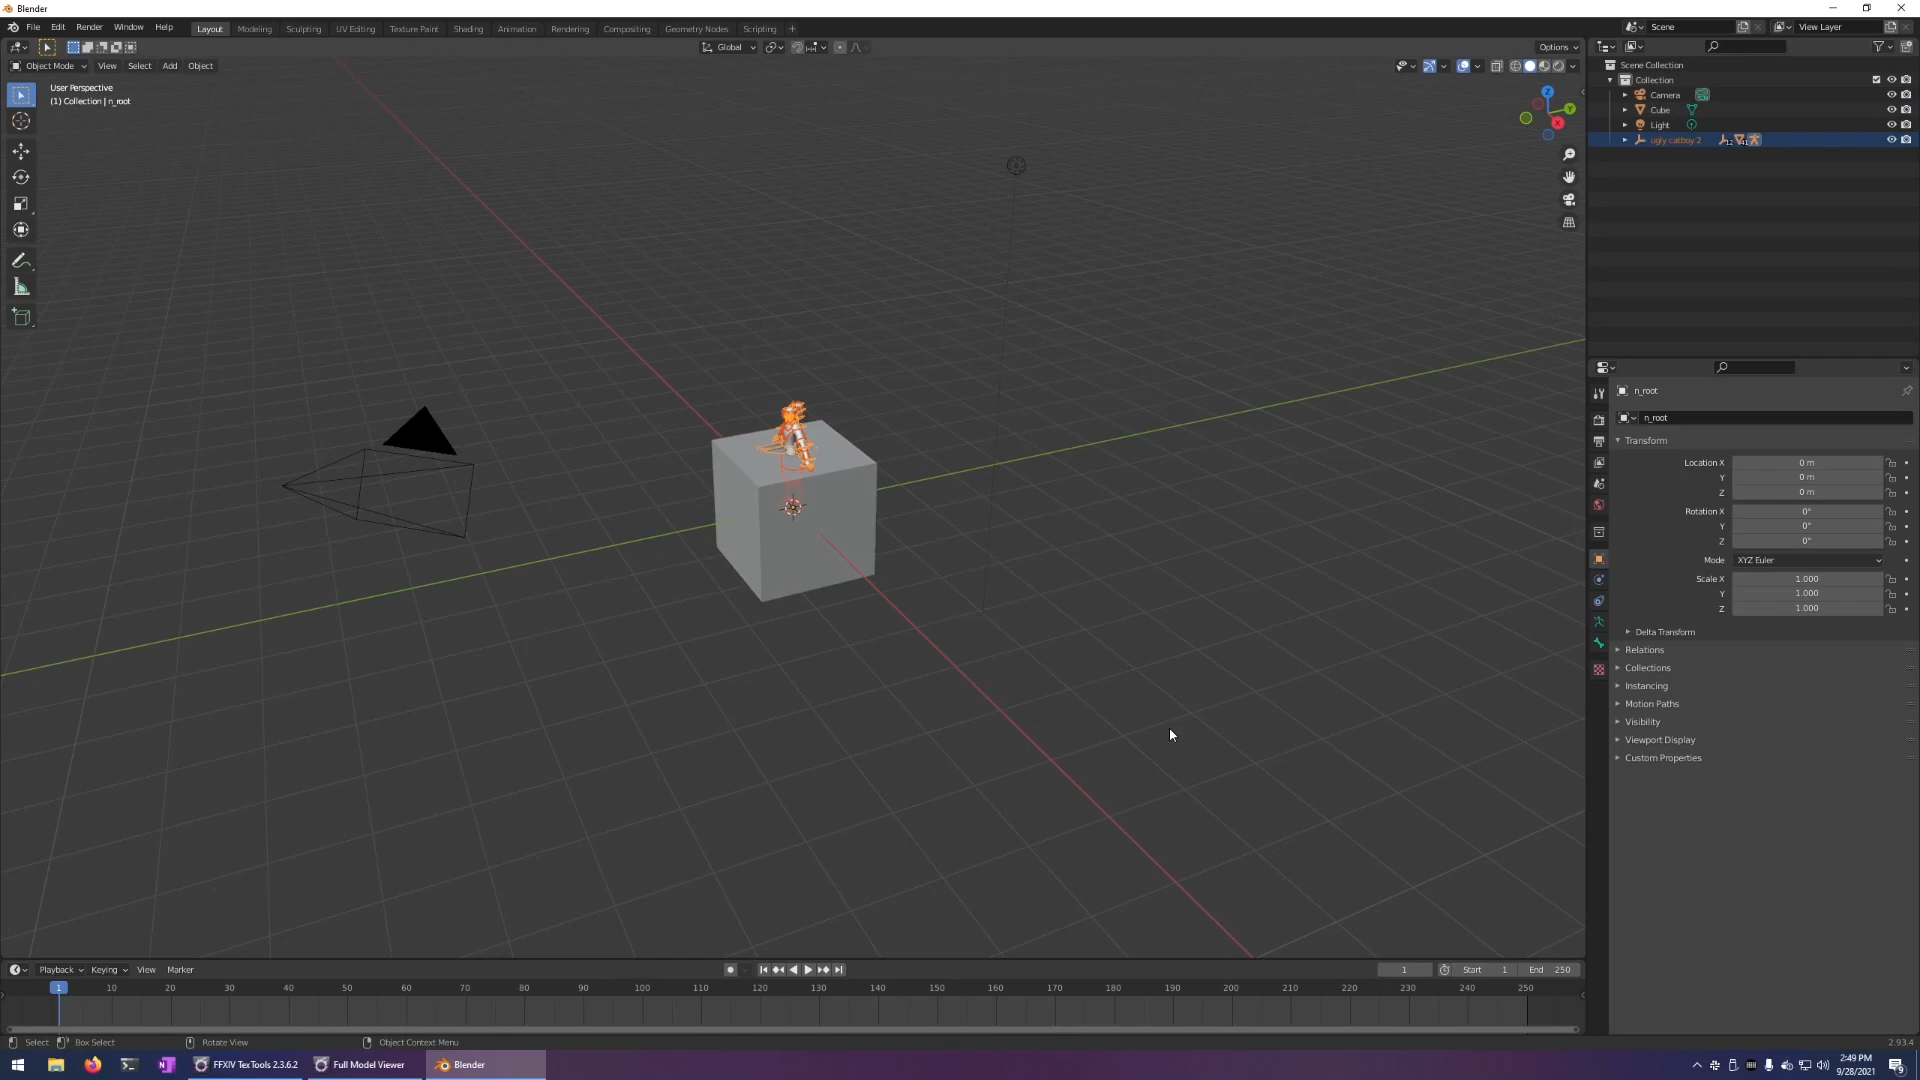 Blender
File Edit Render Window Help Layout Modeling Sculpting UV Editing Texture Paint Shading Animation Rendering Compositing Geometry Nodes Scripting + Scene View Layer
Global Options
Object Mode View Select Add Object
User Perspective
(1) Collection | n_root
Z
Y
X
Scene Collection
Collection
Camera
Cube
Light
ugly catboy 2 12 41
n_root
n_root
Transform
Location X 0 m
Y 0 m
Z 0 m
Rotation X 0°
Y 0°
Z 0°
Mode XYZ Euler
Scale X 1.000
Y 1.000
Z 1.000
Delta Transform
Relations
Collections
Instancing
Motion Paths
Visibility
Viewport Display
Custom Properties
Playback Keying View Marker 1 Start 1 End 250
1 10 20 30 40 50 60 70 80 90 100 110 120 130 140 150 160 170 180 190 200 210 220 230 240 250
Select Box Select Rotate View Object Context Menu 2.93.4
FFXIV TexTools 2.3.6.2 Full Model Viewer Blender 2:49 PM
9/28/2021